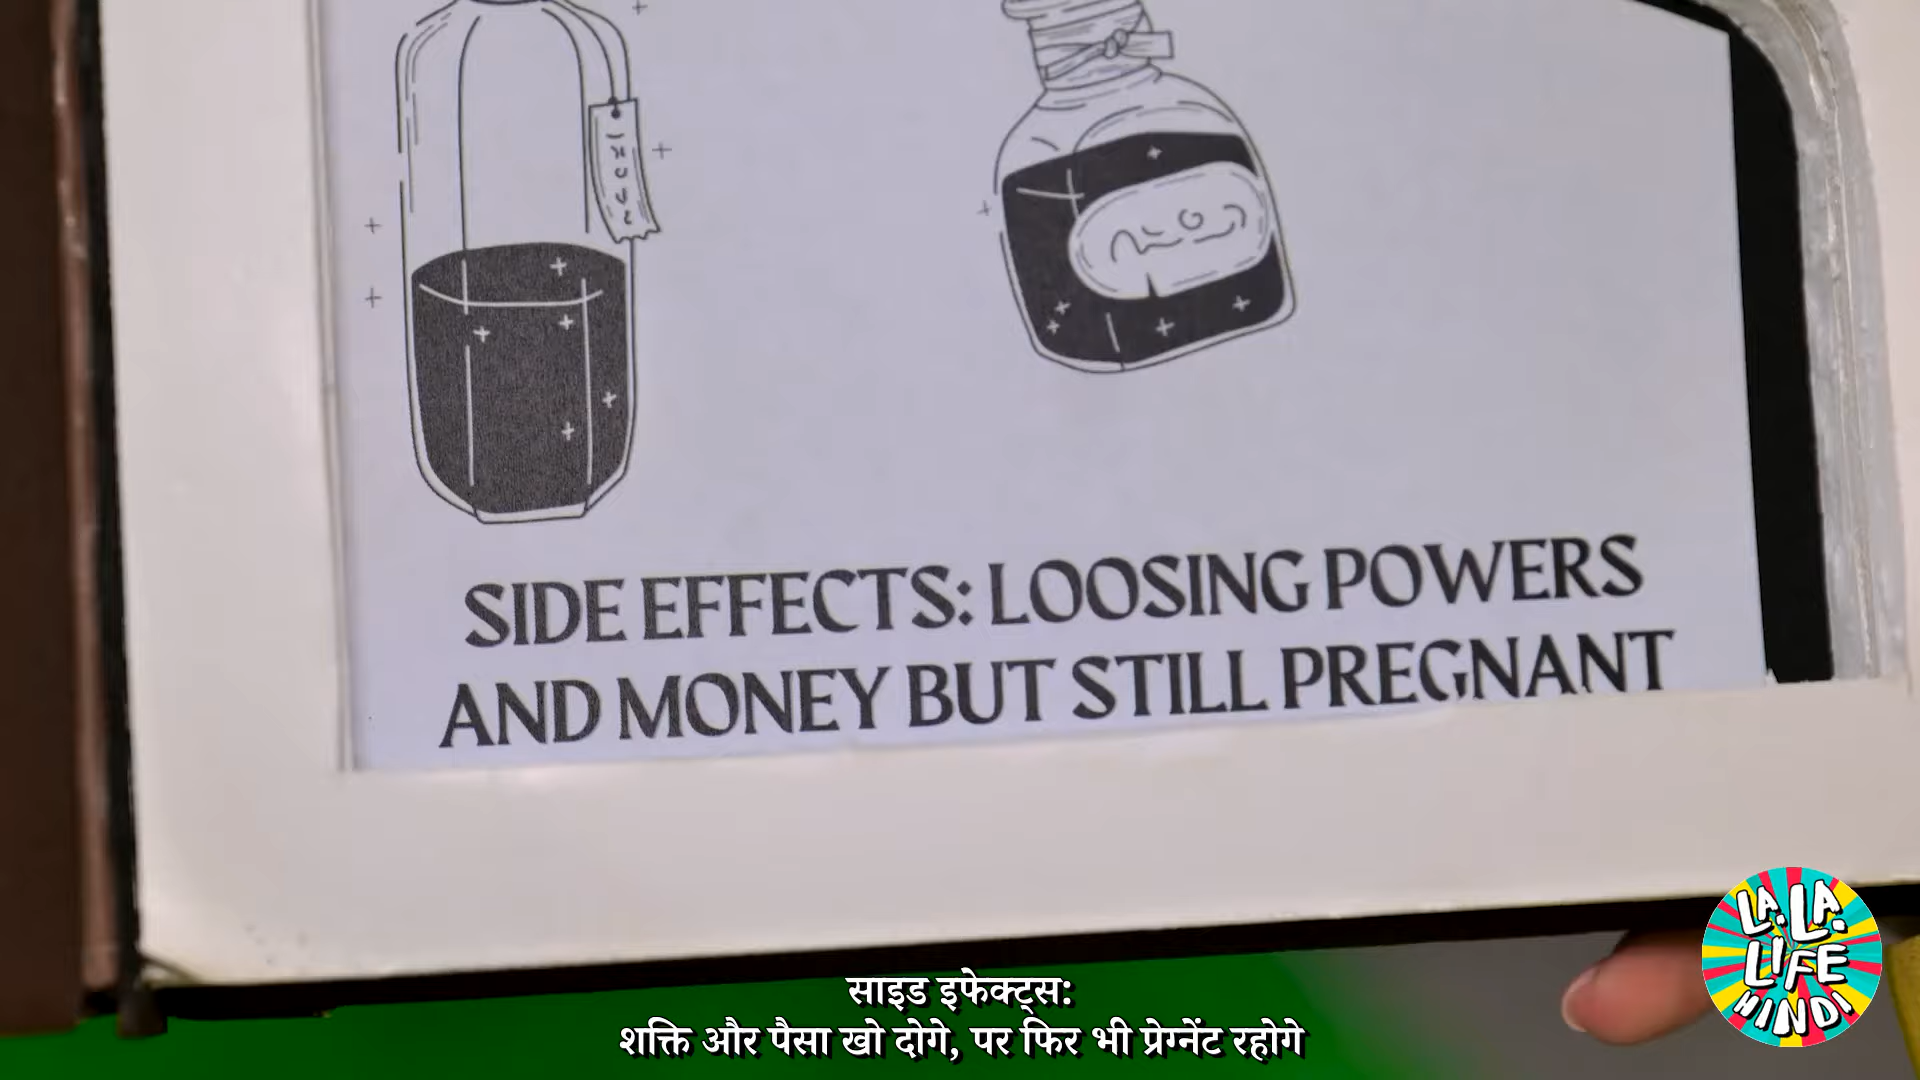 SIDE EFFECTS: LOOSING POWERS
AND MONEY BUT STILL PREGNANT
साइड इफेक्ट्स:
शक्ति और पैसा खो दोगे, पर फिर भी प्रेग्नेंट रहोगे
LA.LA.
LIFE
HINDI